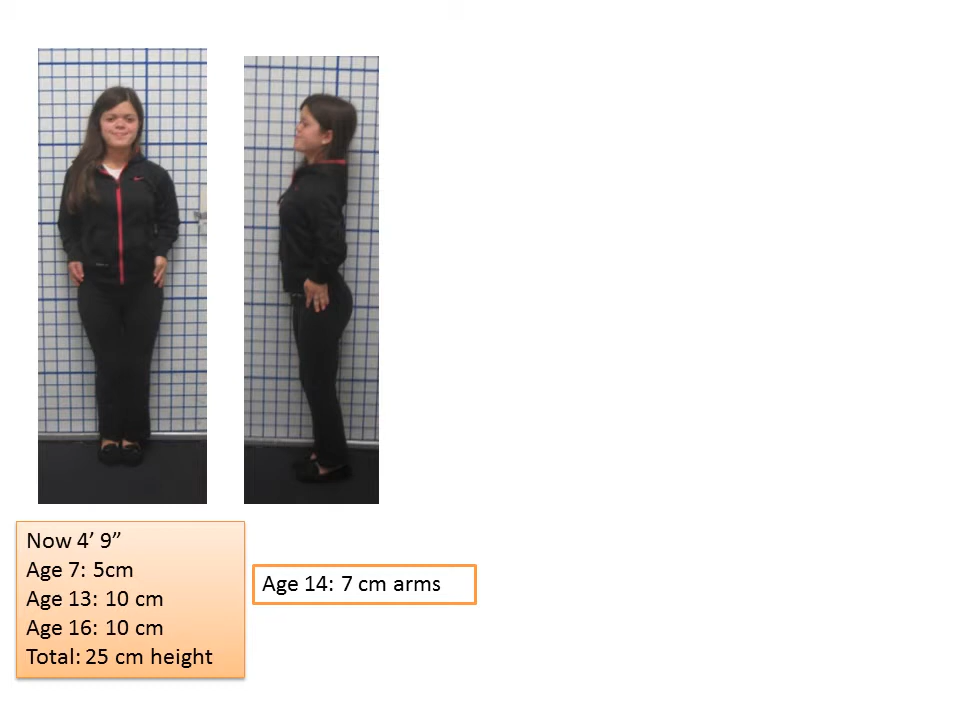 Now 4’ 9”
Age 7: 5cm
Age 13: 10 cm
Age 16: 10 cm
Total: 25 cm height
Age 14: 7 cm arms